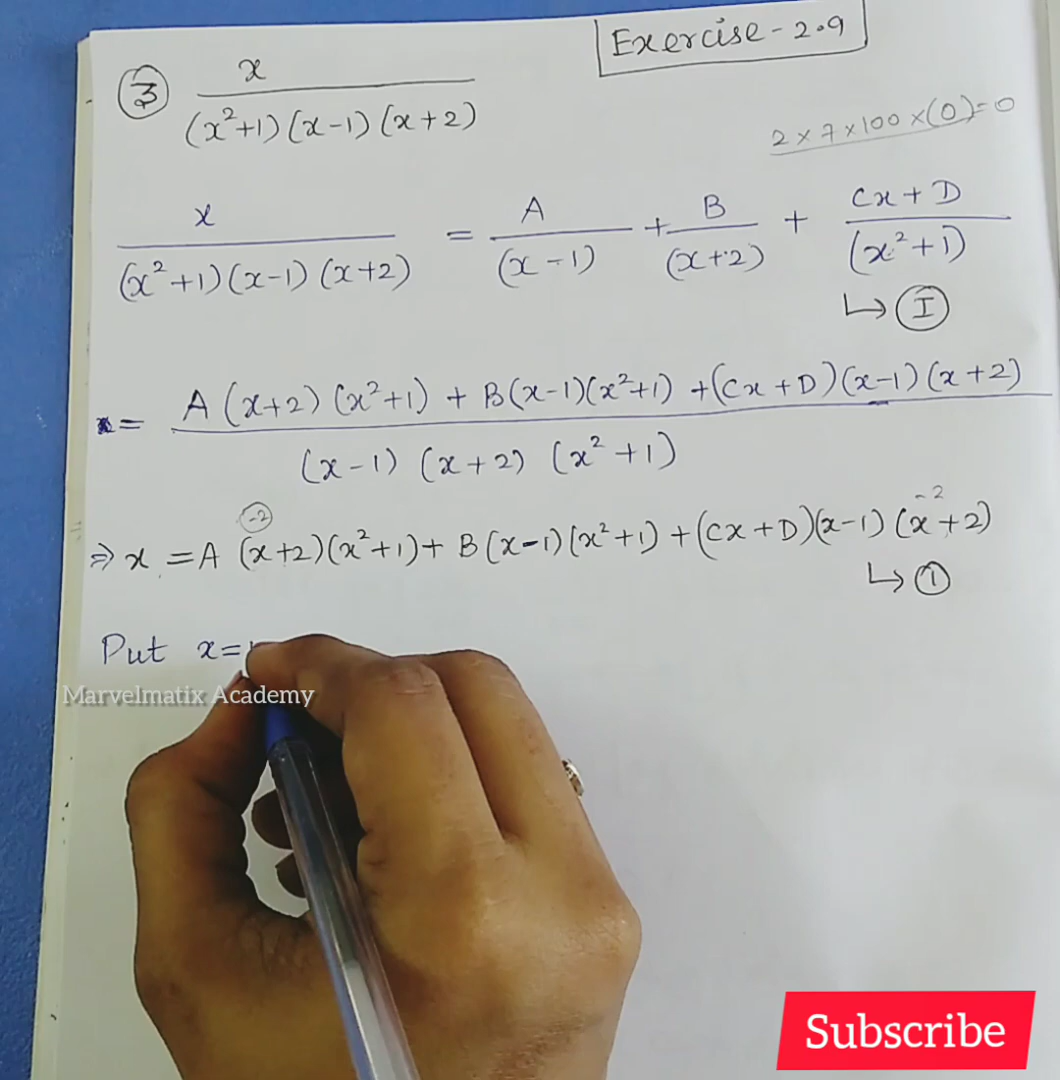 Exercise - 2.9
③ x / (x²+1)(x-1)(x+2)
2 × 7 × 100 × (0) = 0
x / (x²+1)(x-1)(x+2) = A / (x-1) + B / (x+2) + Cx+D / (x²+1)
↳ Ⓘ
= A(x+2)(x²+1) + B(x-1)(x²+1) + (Cx+D)(x-1)(x+2) / (x-1)(x+2)(x²+1)
-2 -2
⇒ x = A(x+2)(x²+1) + B(x-1)(x²+1) + (Cx+D)(x-1)(x+2)
↳ ①
Put x=
Marvelmatix Academy
Subscribe